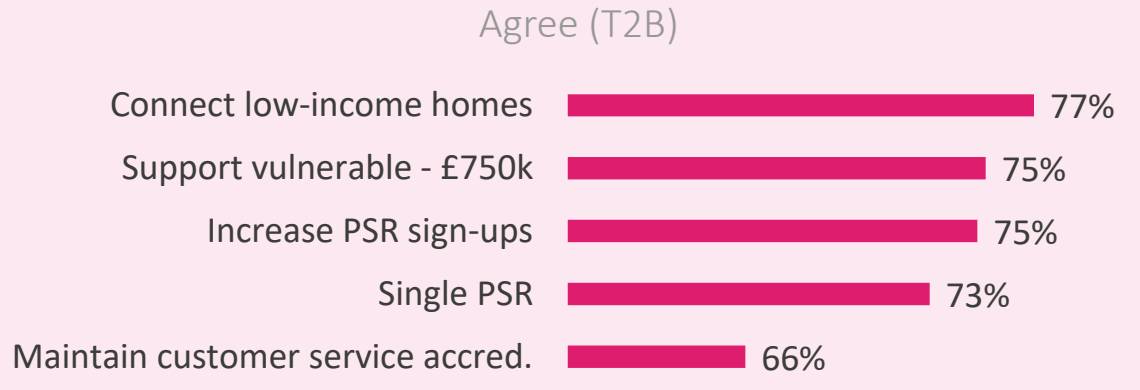 Agree (T2B)
Connect low-income homes 77%
Support vulnerable - £750k 75%
Increase PSR sign-ups 75%
Single PSR 73%
Maintain customer service accred. 66%